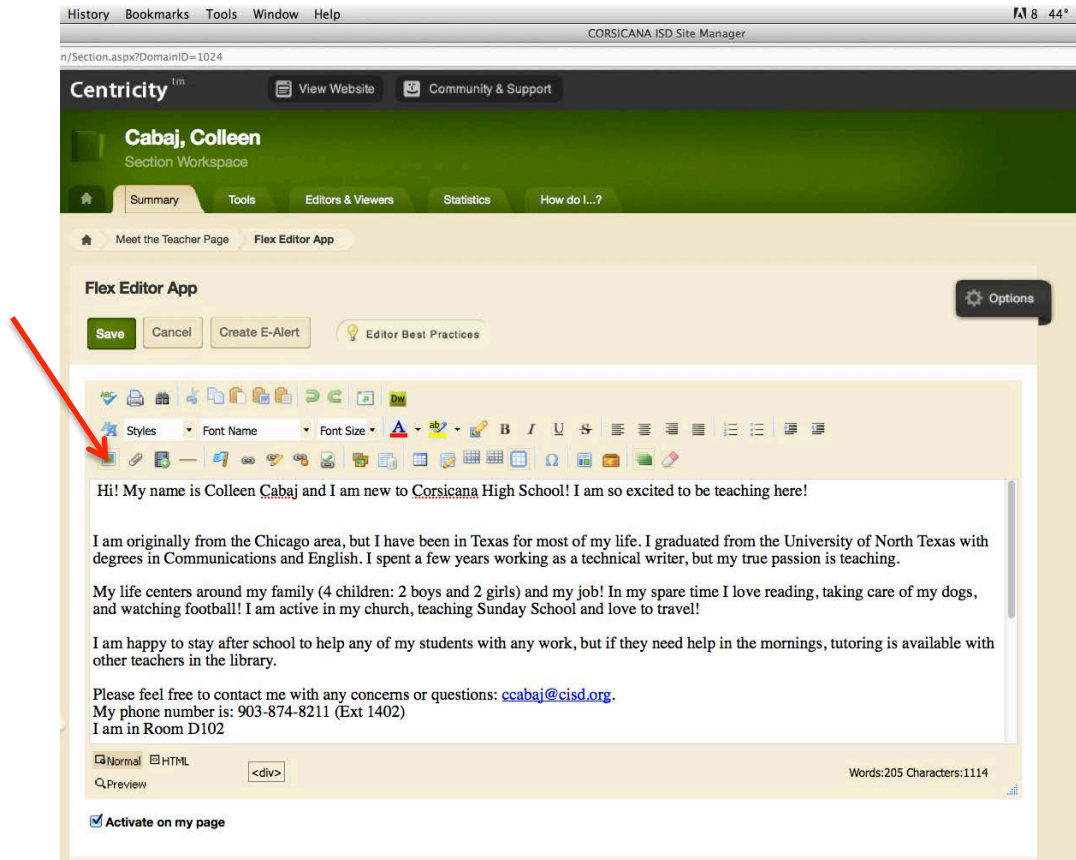 History Bookmarks Tools Window Help 8 44°
CORSICANA ISD Site Manager
n/Section.aspx?DomainID=1024
Centricity tm View Website Community & Support
Cabaj, Colleen
Section Workspace
Summary Tools Editors & Viewers Statistics How do I...?
Meet the Teacher Page Flex Editor App
Flex Editor App
Options
Save Cancel Create E-Alert Editor Best Practices
ABC Dw
Styles Font Name Font Size A ab B I U S
Ω
Hi! My name is Colleen Cabaj and I am new to Corsicana High School! I am so excited to be teaching here!
I am originally from the Chicago area, but I have been in Texas for most of my life. I graduated from the University of North Texas with
degrees in Communications and English. I spent a few years working as a technical writer, but my true passion is teaching.
My life centers around my family (4 children: 2 boys and 2 girls) and my job! In my spare time I love reading, taking care of my dogs,
and watching football! I am active in my church, teaching Sunday School and love to travel!
I am happy to stay after school to help any of my students with any work, but if they need help in the mornings, tutoring is available with
other teachers in the library.
Please feel free to contact me with any concerns or questions: ccabaj@cisd.org.
My phone number is: 903-874-8211 (Ext 1402)
I am in Room D102
Normal HTML
<div>
Words:205 Characters:1114
Preview
Activate on my page